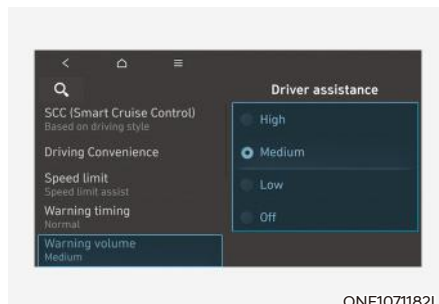 Driver assistance
SCC (Smart Cruise Control)
Based on driving style
Driving Convenience
Speed limit
Speed limit assist
Warning timing
Normal
Warning volume
Medium
High
Medium
Low
Off
ONE1071182L